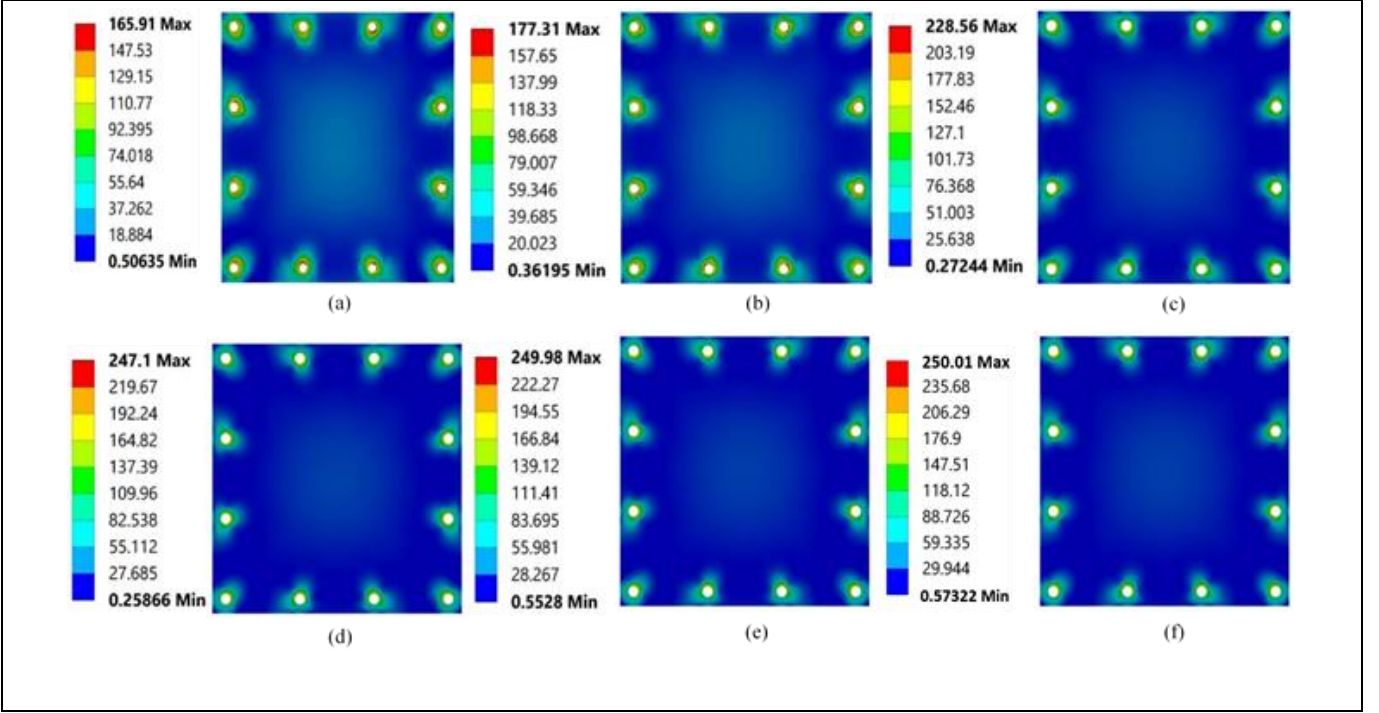 165.91 Max
147.53
129.15
110.77
92.395
74.018
55.64
37.262
18.884
0.50635 Min
(a)
177.31 Max
157.65
137.99
118.33
98.668
79.007
59.346
39.685
20.023
0.36195 Min
(b)
228.56 Max
203.19
177.83
152.46
127.1
101.73
76.368
51.003
25.638
0.27244 Min
(c)
247.1 Max
219.67
192.24
164.82
137.39
109.96
82.538
55.112
27.685
0.25866 Min
(d)
249.98 Max
222.27
194.55
166.84
139.12
111.41
83.695
55.981
28.267
0.5528 Min
(e)
250.01 Max
235.68
206.29
176.9
147.51
118.12
88.726
59.335
29.944
0.57322 Min
(f)